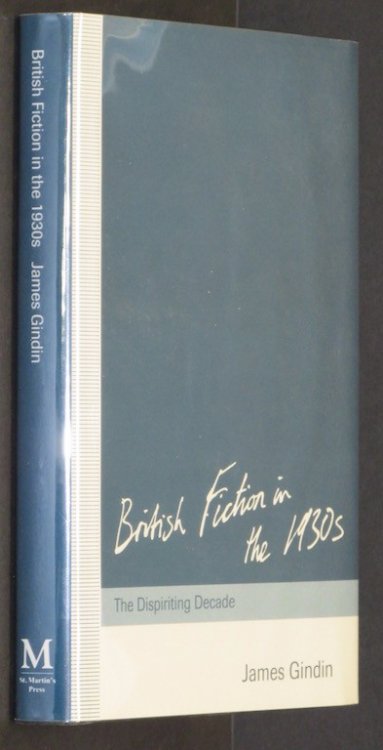 British Fiction in the 1930s James Gindin
M
St. Martin's
Press
British Fiction in
the 1930s
The Dispiriting Decade
James Gindin